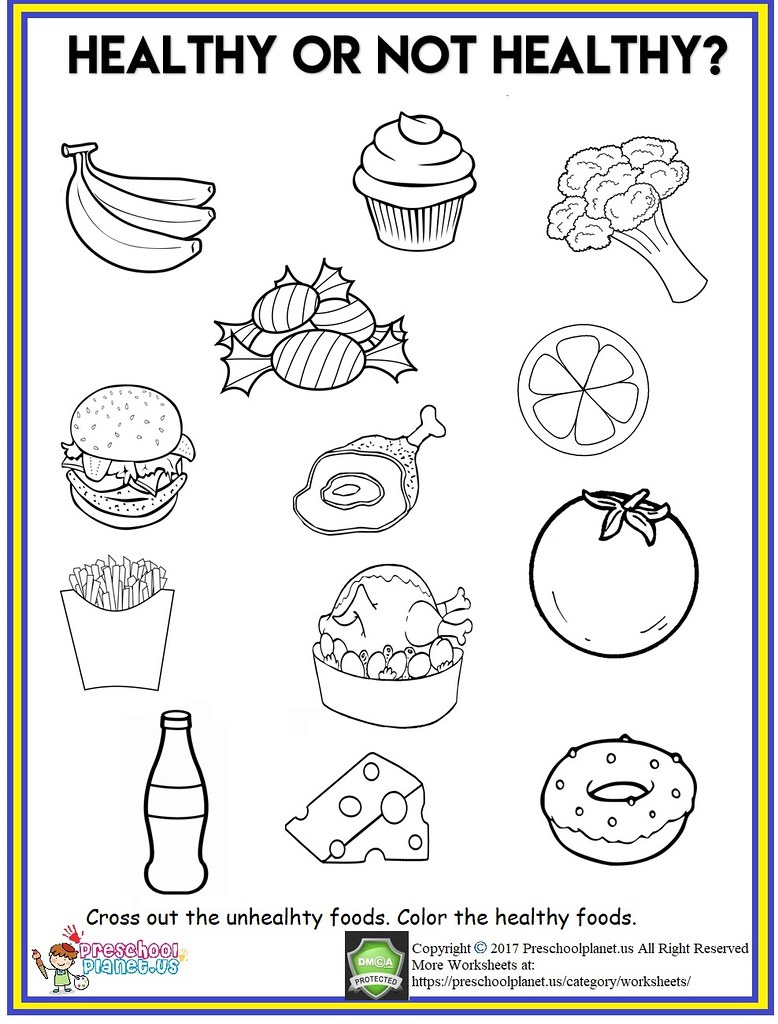 HEALTHY OR NOT HEALTHY?
Cross out the unhealhty foods. Color the healthy foods.
preschool
planet.us
DMCA
PROTECTED
Copyright © 2017 Preschoolplanet.us All Right Reserved
More Worksheets at:
https://preschoolplanet.us/category/worksheets/